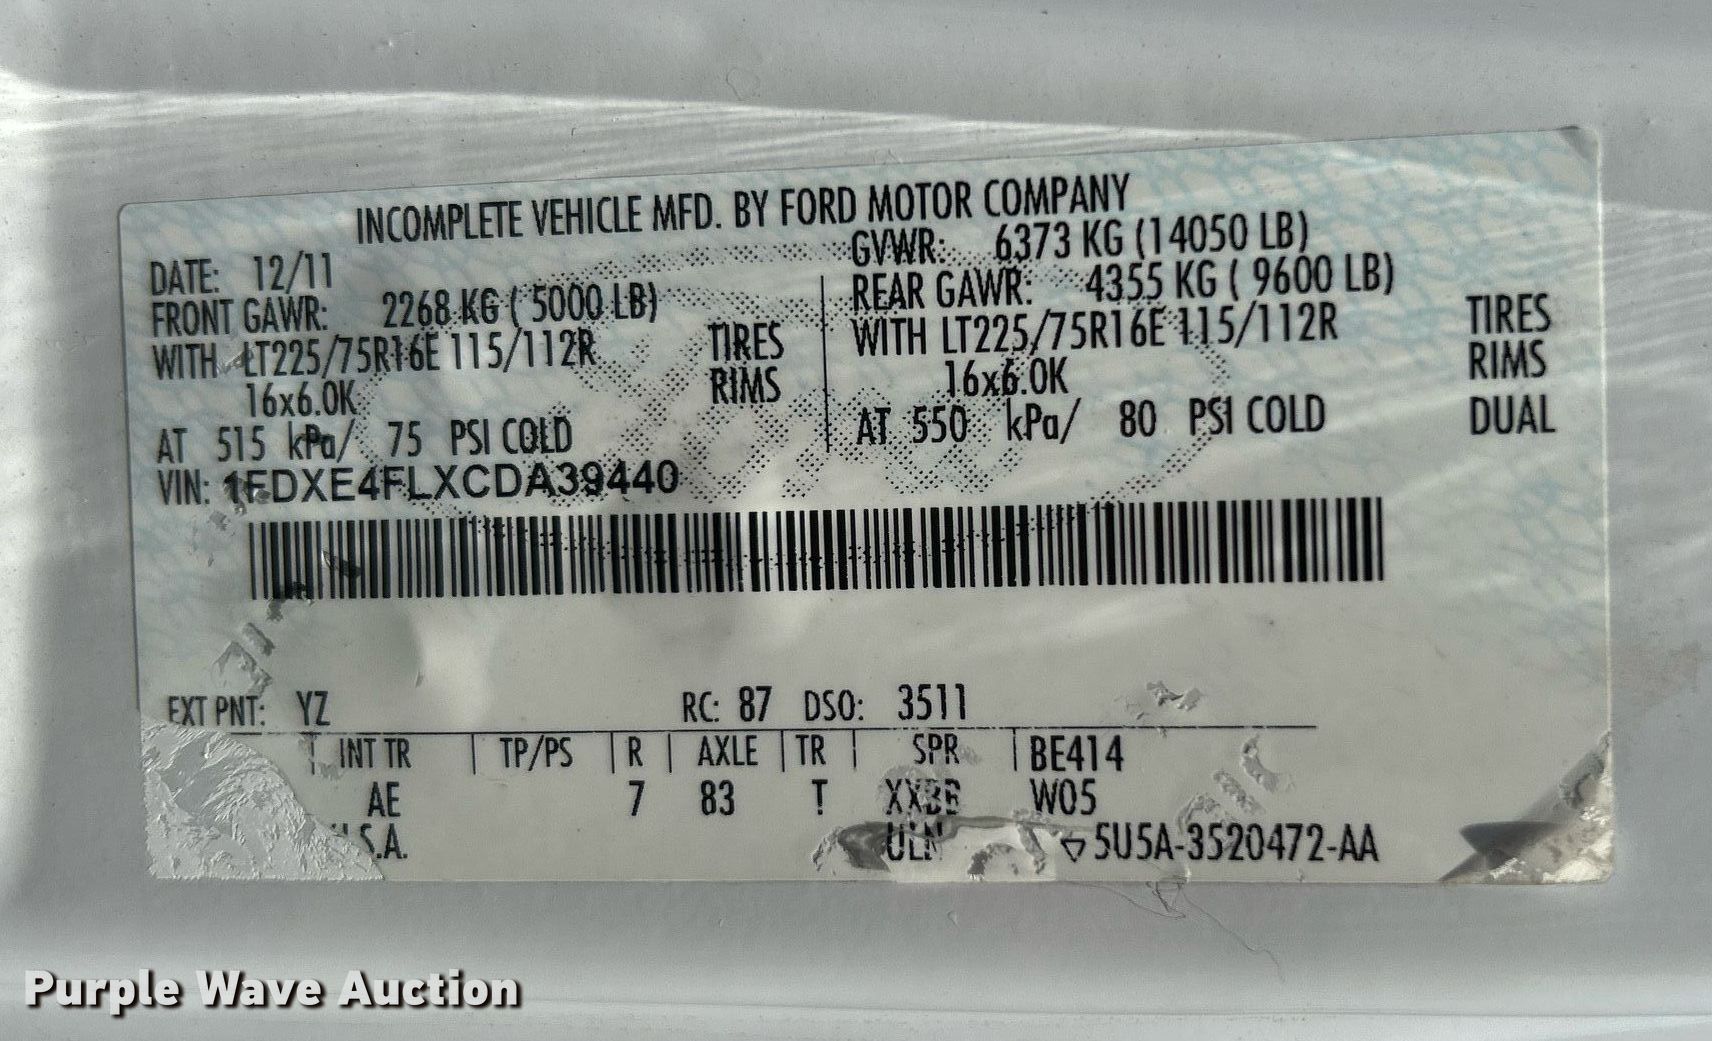 INCOMPLETE VEHICLE MFD. BY FORD MOTOR COMPANY
DATE: 12/11
GVWR: 6373 KG (14050 LB)
FRONT GAWR: 2268 KG ( 5000 LB)
REAR GAWR: 4355 KG ( 9600 LB)
WITH LT225/75R16E 115/112R TIRES
WITH LT225/75R16E 115/112R TIRES
16x6.0K RIMS
16x6.0K RIMS
AT 515 kPa/ 75 PSI COLD
AT 550 kPa/ 80 PSI COLD DUAL
VIN: 1FDXE4FLXCDA39440
EXT PNT: YZ RC: 87 DSO: 3511
INT TR | TP/PS | R | AXLE | TR | SPR | BE414
AE 7 83 T XXBB W05
U.S.A. ULN ▽5U5A-3520472-AA
Purple Wave Auction